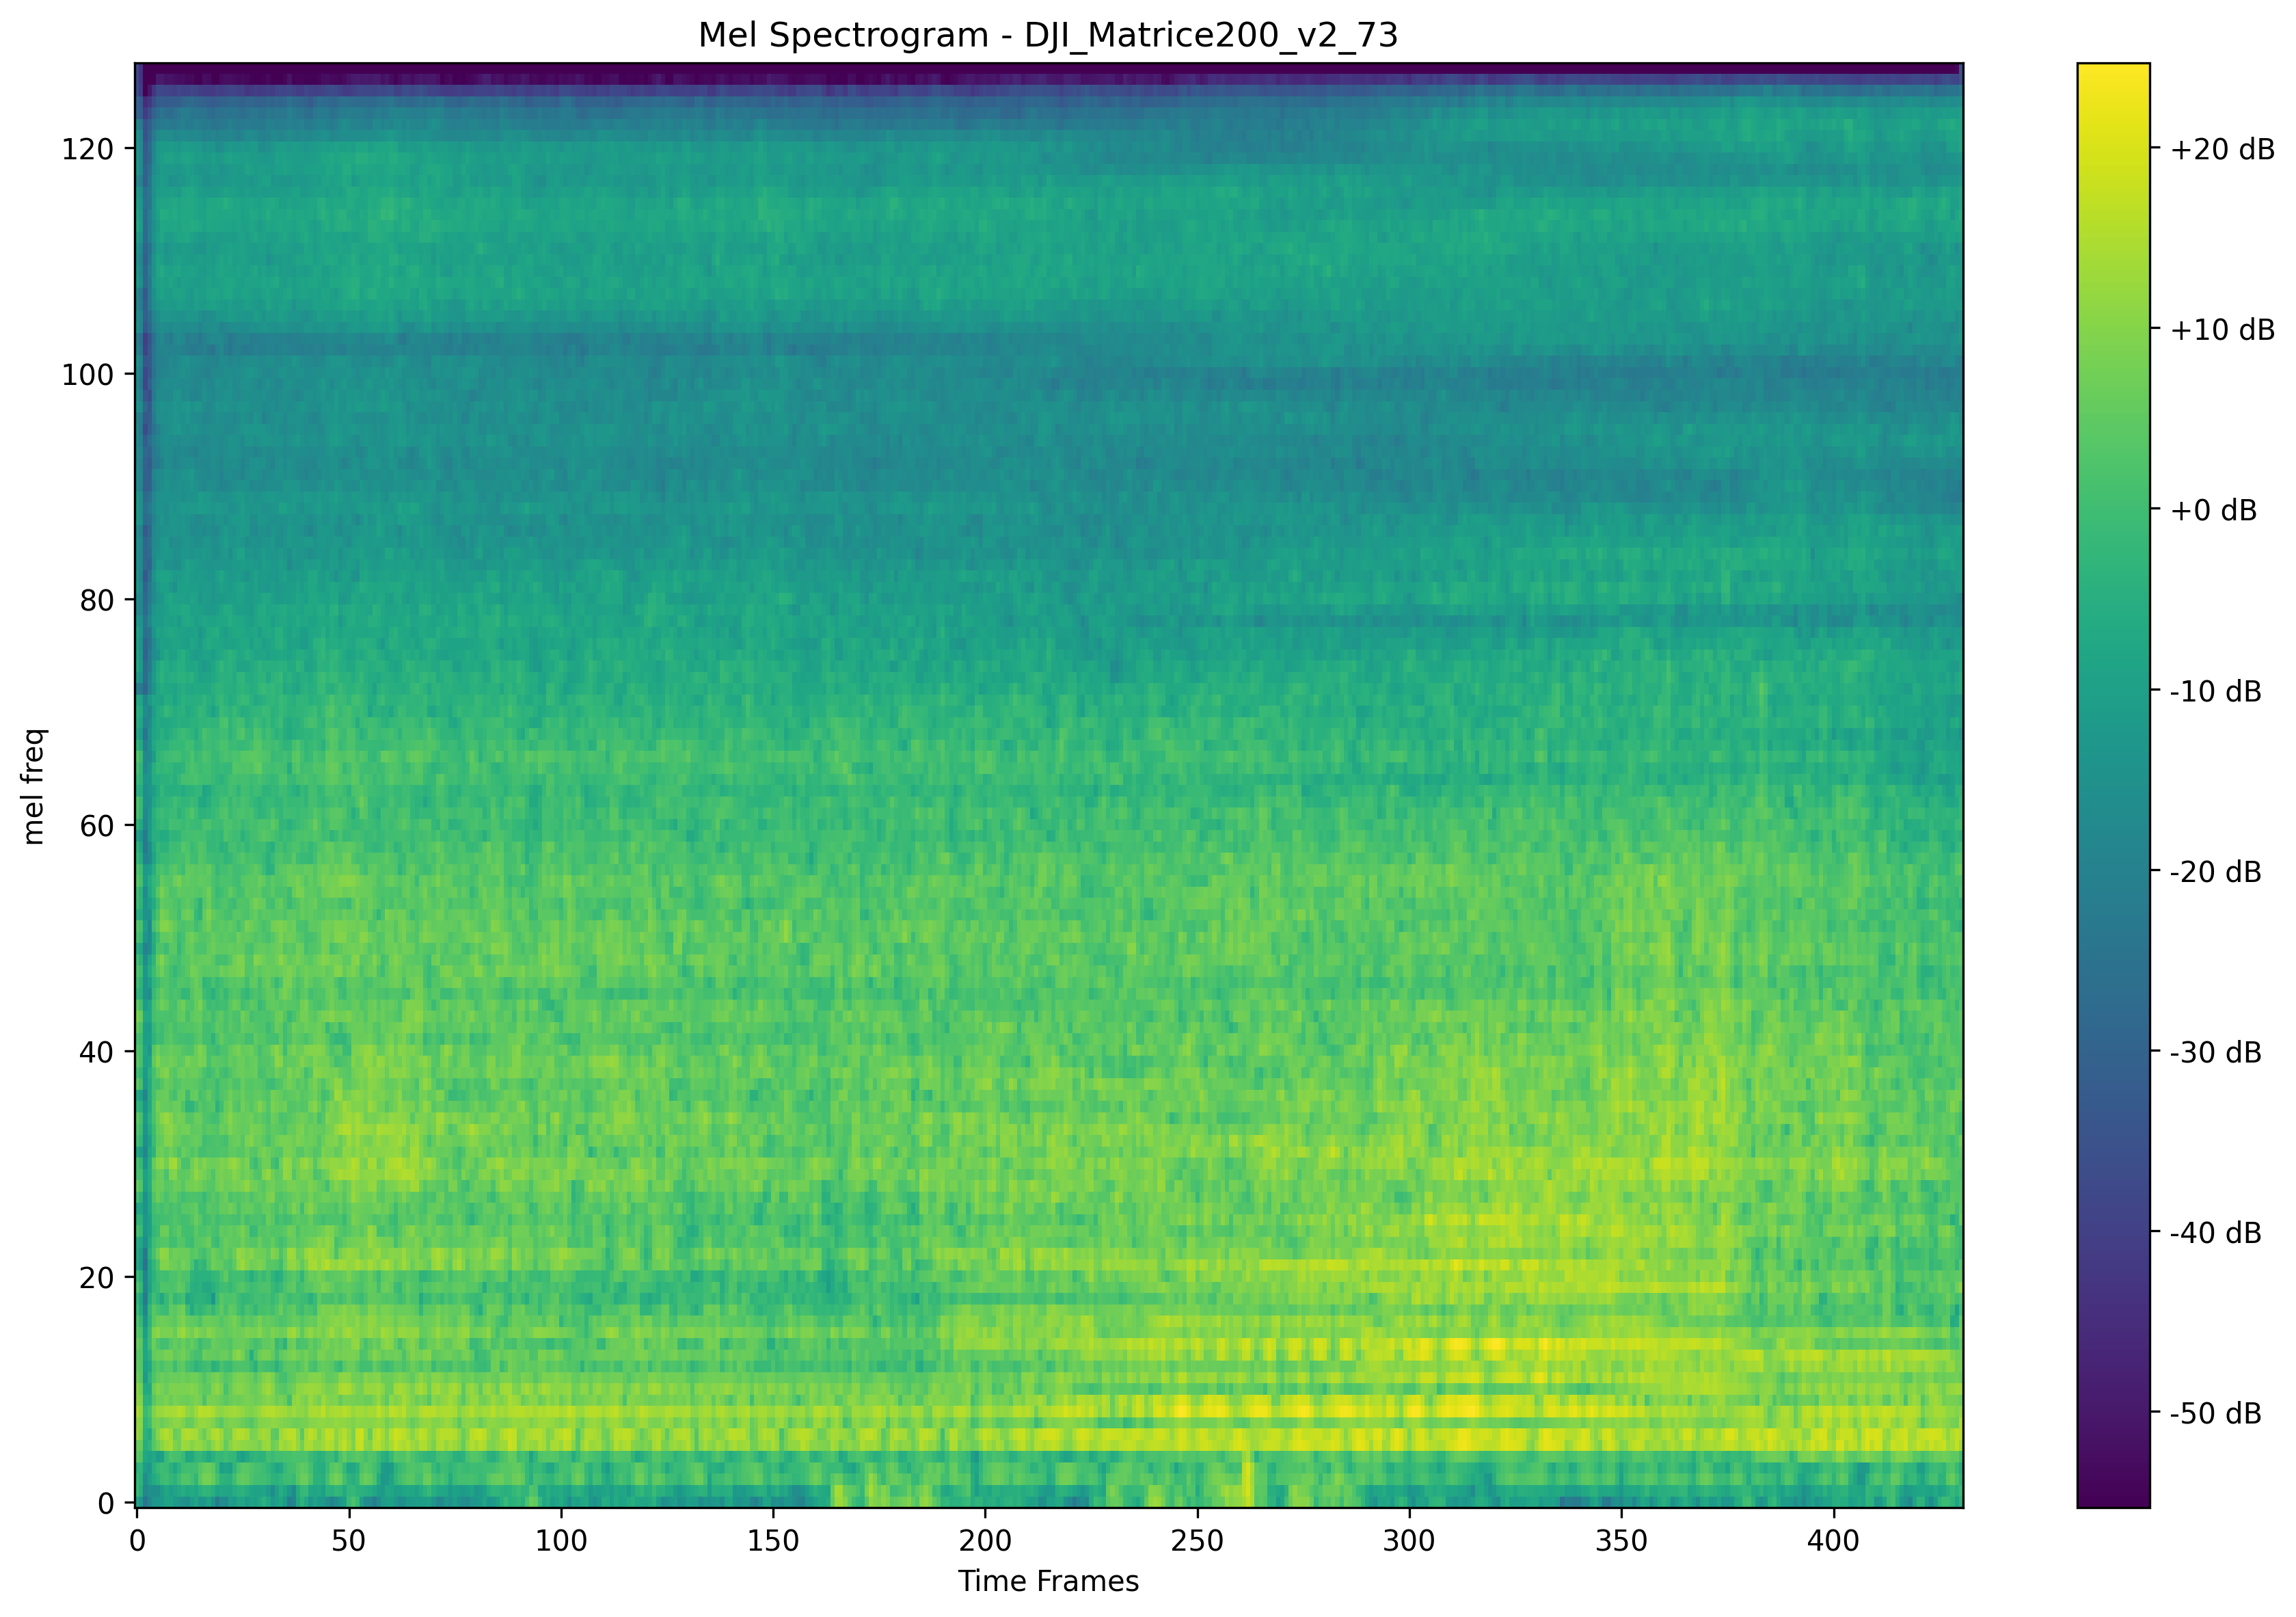 Mel Spectrogram - DJI_Matrice200_v2_73
mel freq
120
100
80
60
40
20
0
0 50 100 150 200 250 300 350 400
Time Frames
+20 dB
+10 dB
+0 dB
-10 dB
-20 dB
-30 dB
-40 dB
-50 dB